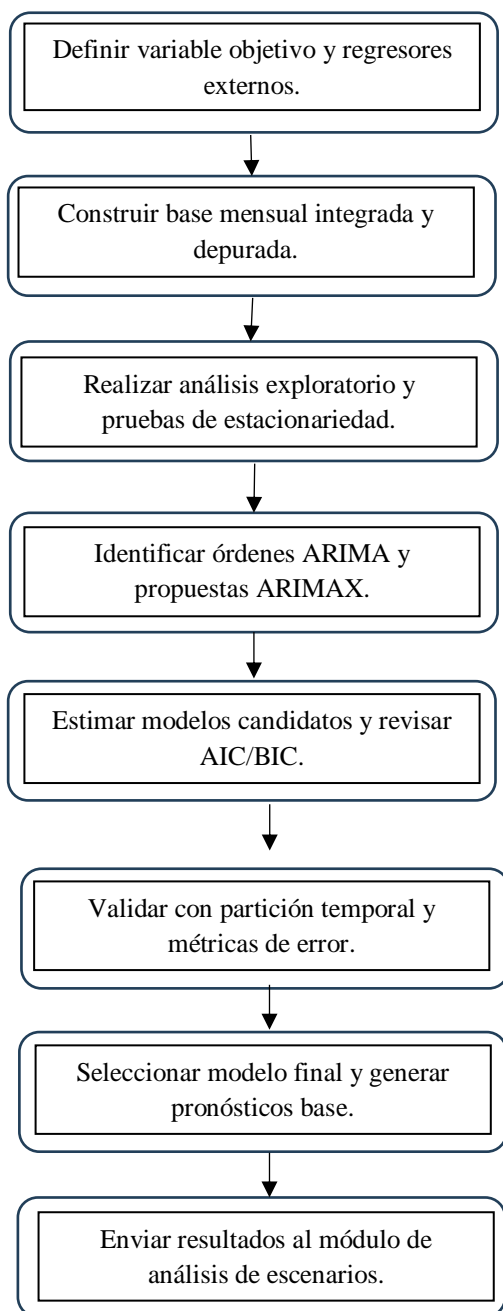 Definir variable objetivo y regresores
externos.
Construir base mensual integrada y
depurada.
Realizar análisis exploratorio y
pruebas de estacionariedad.
Identificar órdenes ARIMA y
propuestas ARIMAX.
Estimar modelos candidatos y revisar
AIC/BIC.
Validar con partición temporal y
métricas de error.
Seleccionar modelo final y generar
pronósticos base.
Enviar resultados al módulo de
análisis de escenarios.